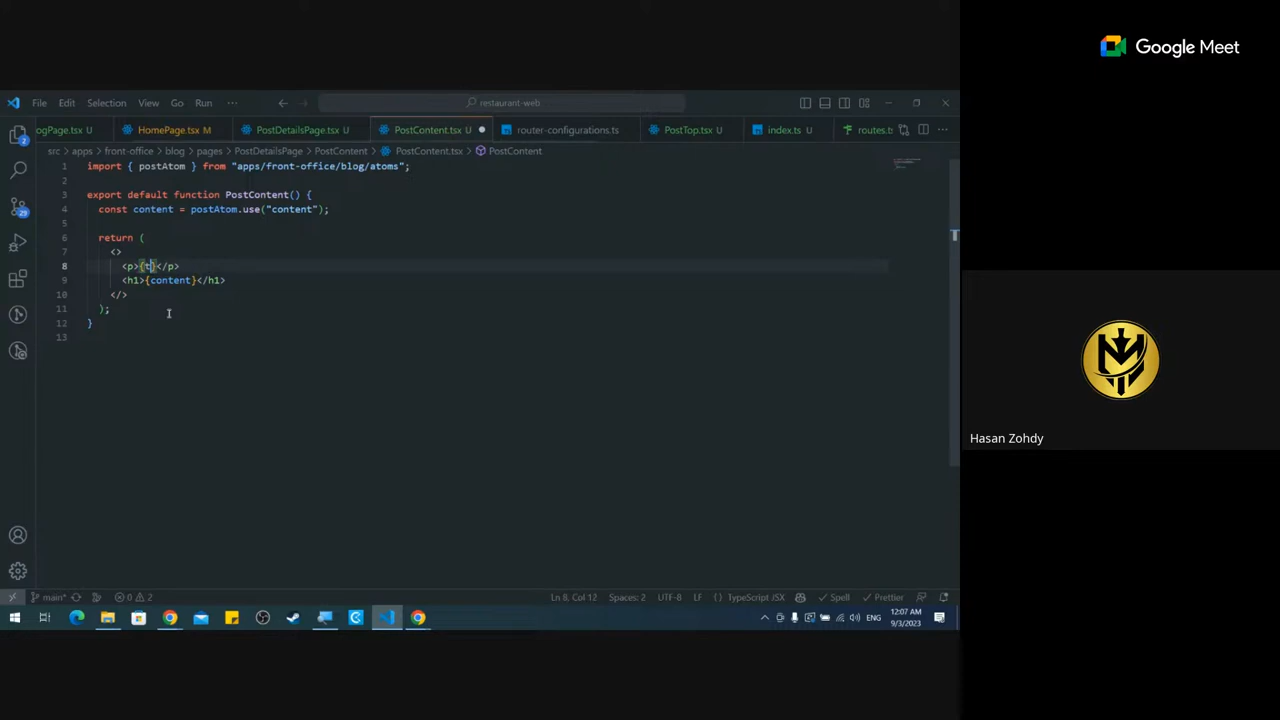 Google Meet
File Edit Selection View Go Run ···
restaurant-web
ogPage.tsx U
HomePage.tsx M
PostDetailsPage.tsx U
PostContent.tsx U
router-configurations.ts
PostTop.tsx U
index.ts U
routes.t
src > apps > front-office > blog > pages > PostDetailsPage > PostContent > PostContent.tsx > PostContent
1 import { postAtom } from "apps/front-office/blog/atoms";
2
3 export default function PostContent() {
4 const content = postAtom.use("content");
5
6 return (
7 <>
8 <p>{t}</p>
9 <h1>{content}</h1>
10 </>
11 );
12 }
13
2
29
Hasan Zohdy
main* 0 2 Ln 8, Col 12 Spaces: 2 UTF-8 LF { } TypeScript JSX Spell Prettier
ENG 12:07 AM
9/3/2023